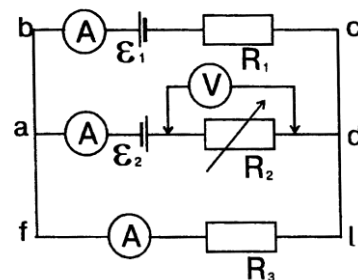 b A ε₁ R₁ c
V
a A ε₂ R₂ d
f A R₃ l